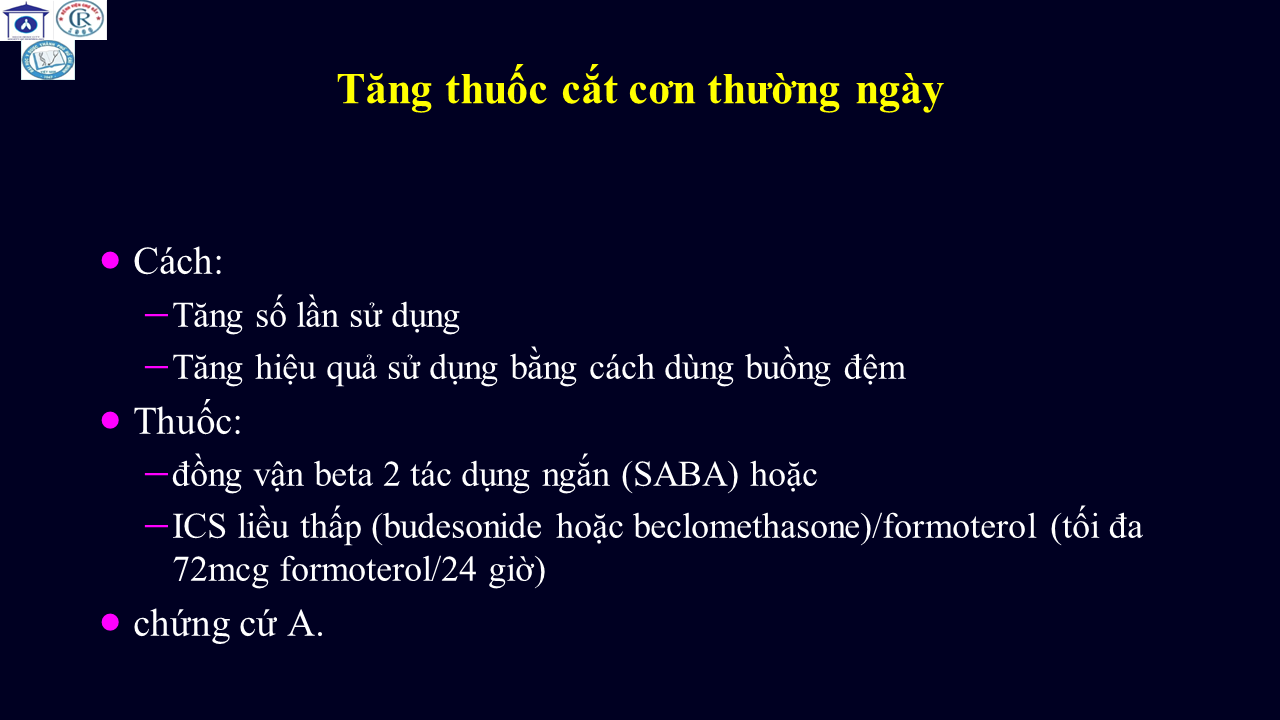 Tăng thuốc cắt cơn thường ngày
Cách:
–Tăng số lần sử dụng
–Tăng hiệu quả sử dụng bằng cách dùng buồng đệm
Thuốc:
–đồng vận beta 2 tác dụng ngắn (SABA) hoặc
–ICS liều thấp (budesonide hoặc beclomethasone)/formoterol (tối đa
72mcg formoterol/24 giờ)
chứng cứ A.